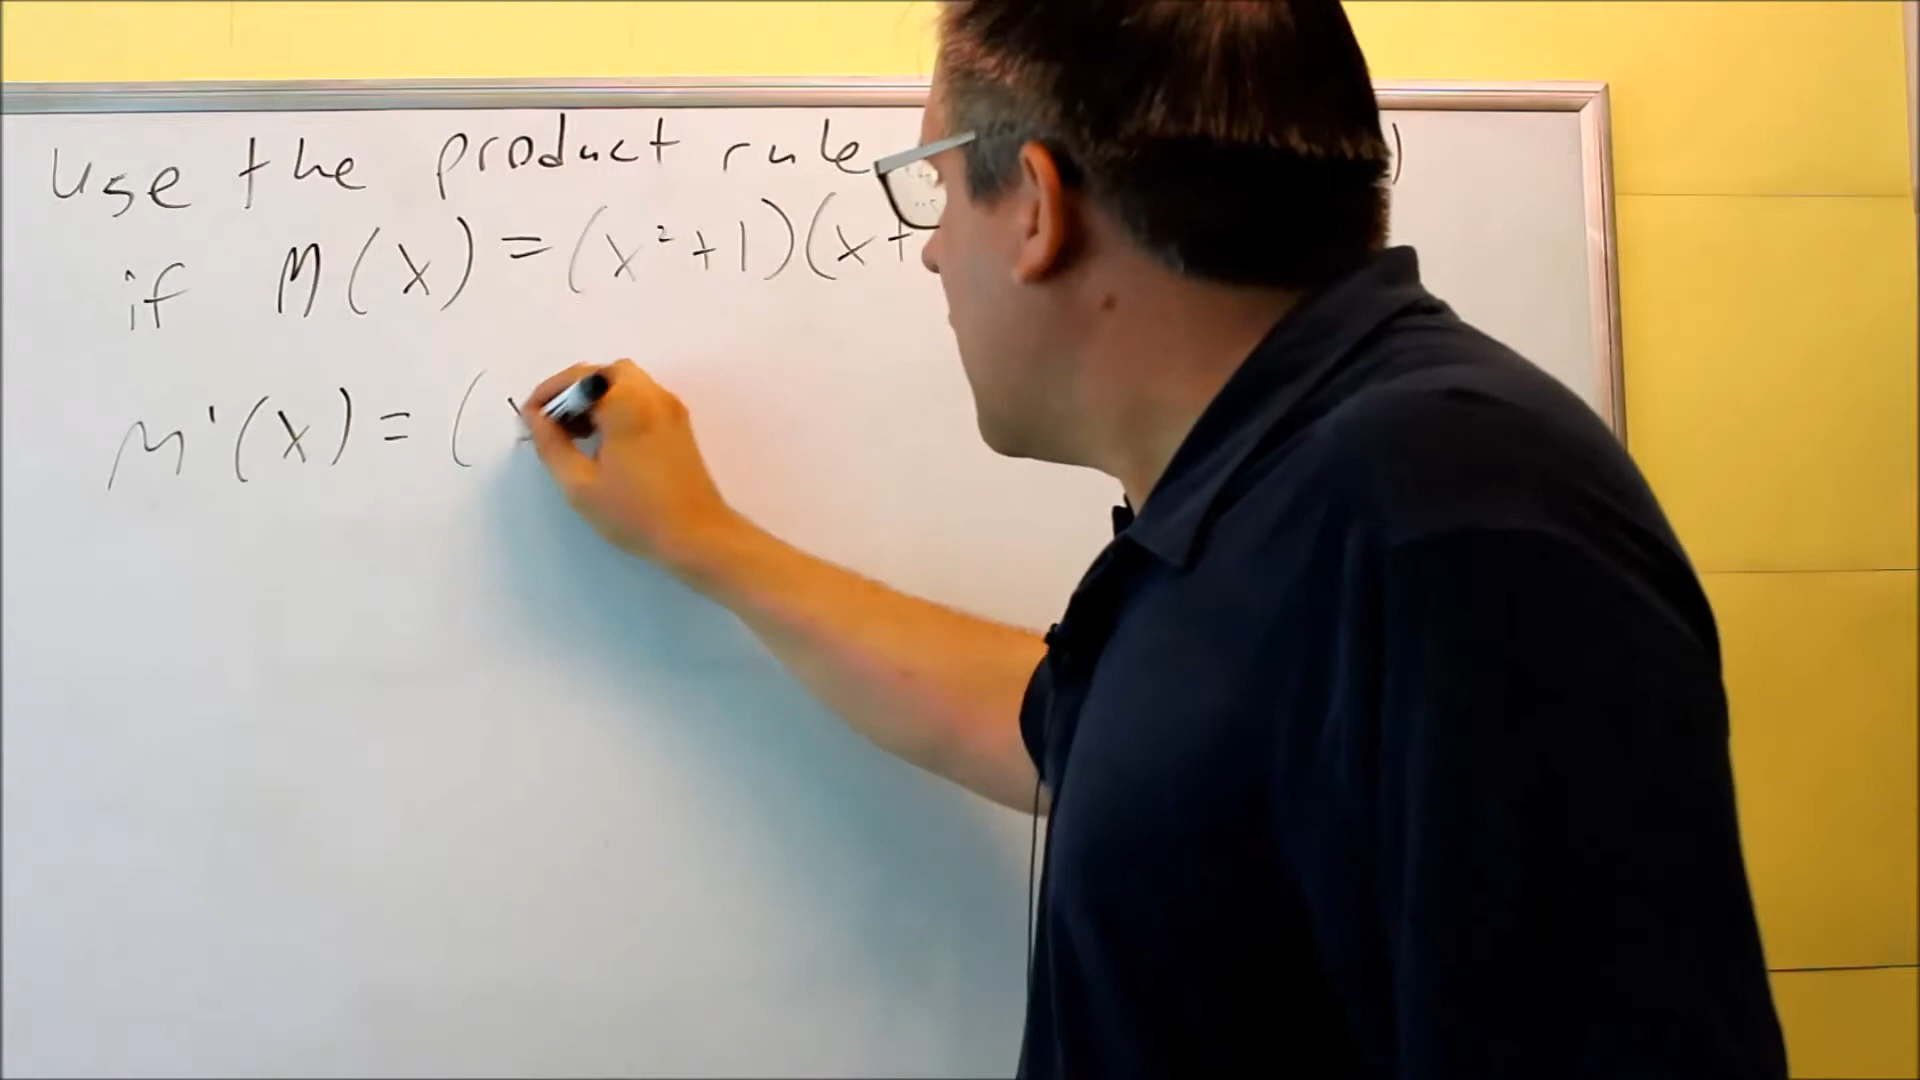 Use the product rule )
if M(x) = (x²+1)(x+
M'(x) = (x